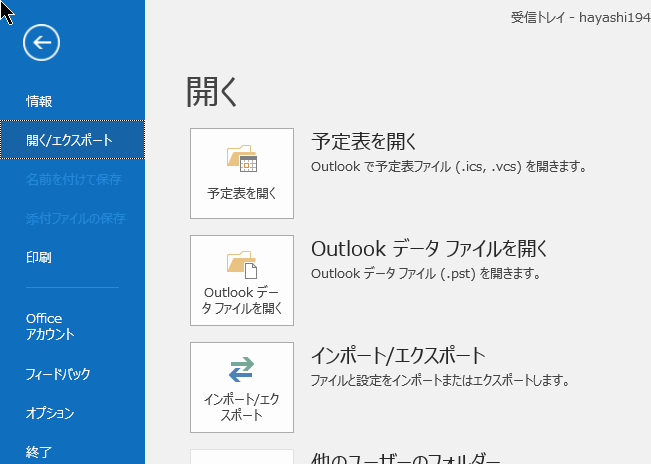 受信トレイ - hayashi194
情報
開く/エクスポート
名前を付けて保存
添付ファイルの保存
印刷
Office
アカウント
フィードバック
オプション
終了
開く
予定表を開く
予定表を開く
Outlook で予定表ファイル (.ics, .vcs) を開きます。
Outlook デー
タ ファイルを開く
Outlook データ ファイルを開く
Outlook データ ファイル (.pst) を開きます。
インポート/エク
スポート
インポート/エクスポート
ファイルと設定をインポートまたはエクスポートします。
他のユーザーのフォルダー